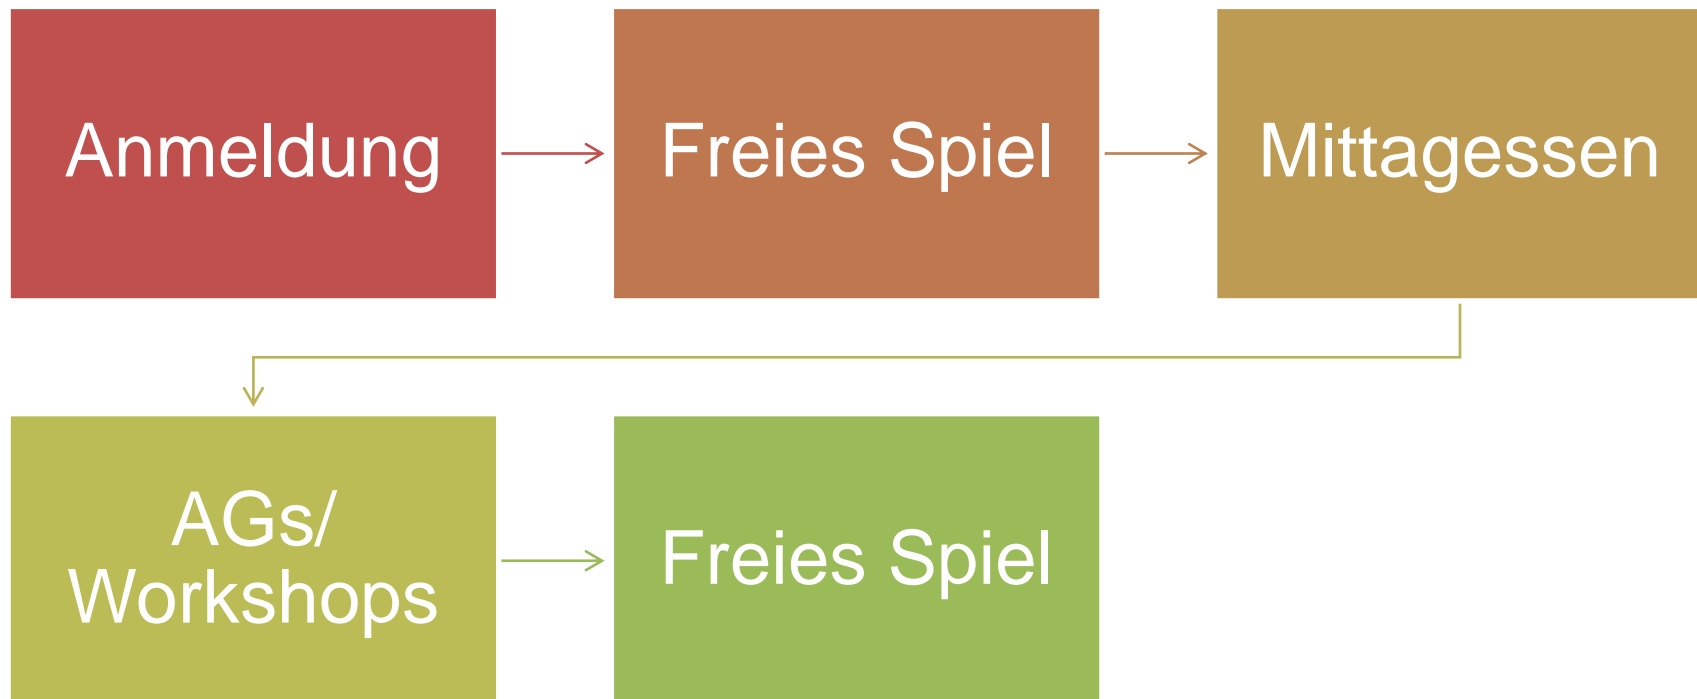 Anmeldung
Freies Spiel
Mittagessen
AGs/
Workshops
Freies Spiel